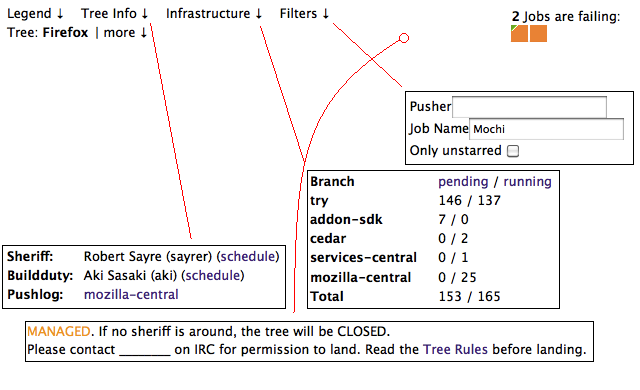 Legend ↓ Tree Info ↓ Infrastructure ↓ Filters ↓
Tree: Firefox | more ↓
2 Jobs are failing:
Pusher
Job Name Mochi
Only unstarred
Branch pending / running
try 146 / 137
addon-sdk 7 / 0
cedar 0 / 2
services-central 0 / 1
mozilla-central 0 / 25
Total 153 / 165
Sheriff: Robert Sayre (sayrer) (schedule)
Buildduty: Aki Sasaki (aki) (schedule)
Pushlog: mozilla-central
MANAGED. If no sheriff is around, the tree will be CLOSED.
Please contact ________ on IRC for permission to land. Read the Tree Rules before landing.